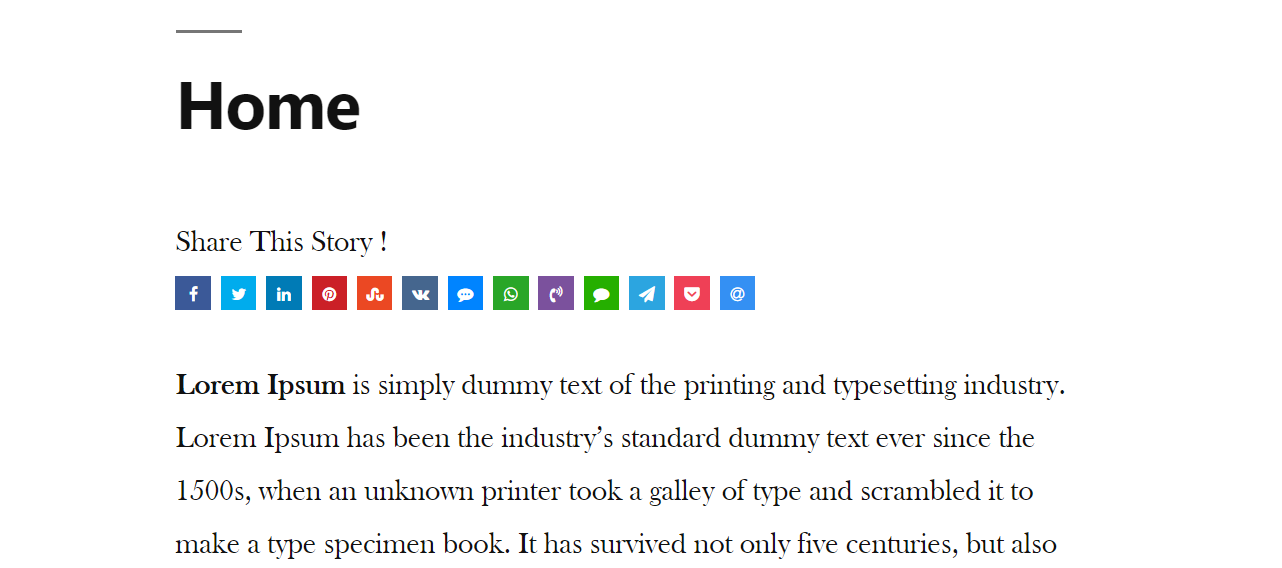 Home
Share This Story !
Lorem Ipsum is simply dummy text of the printing and typesetting industry.
Lorem Ipsum has been the industry’s standard dummy text ever since the
1500s, when an unknown printer took a galley of type and scrambled it to
make a type specimen book. It has survived not only five centuries, but also